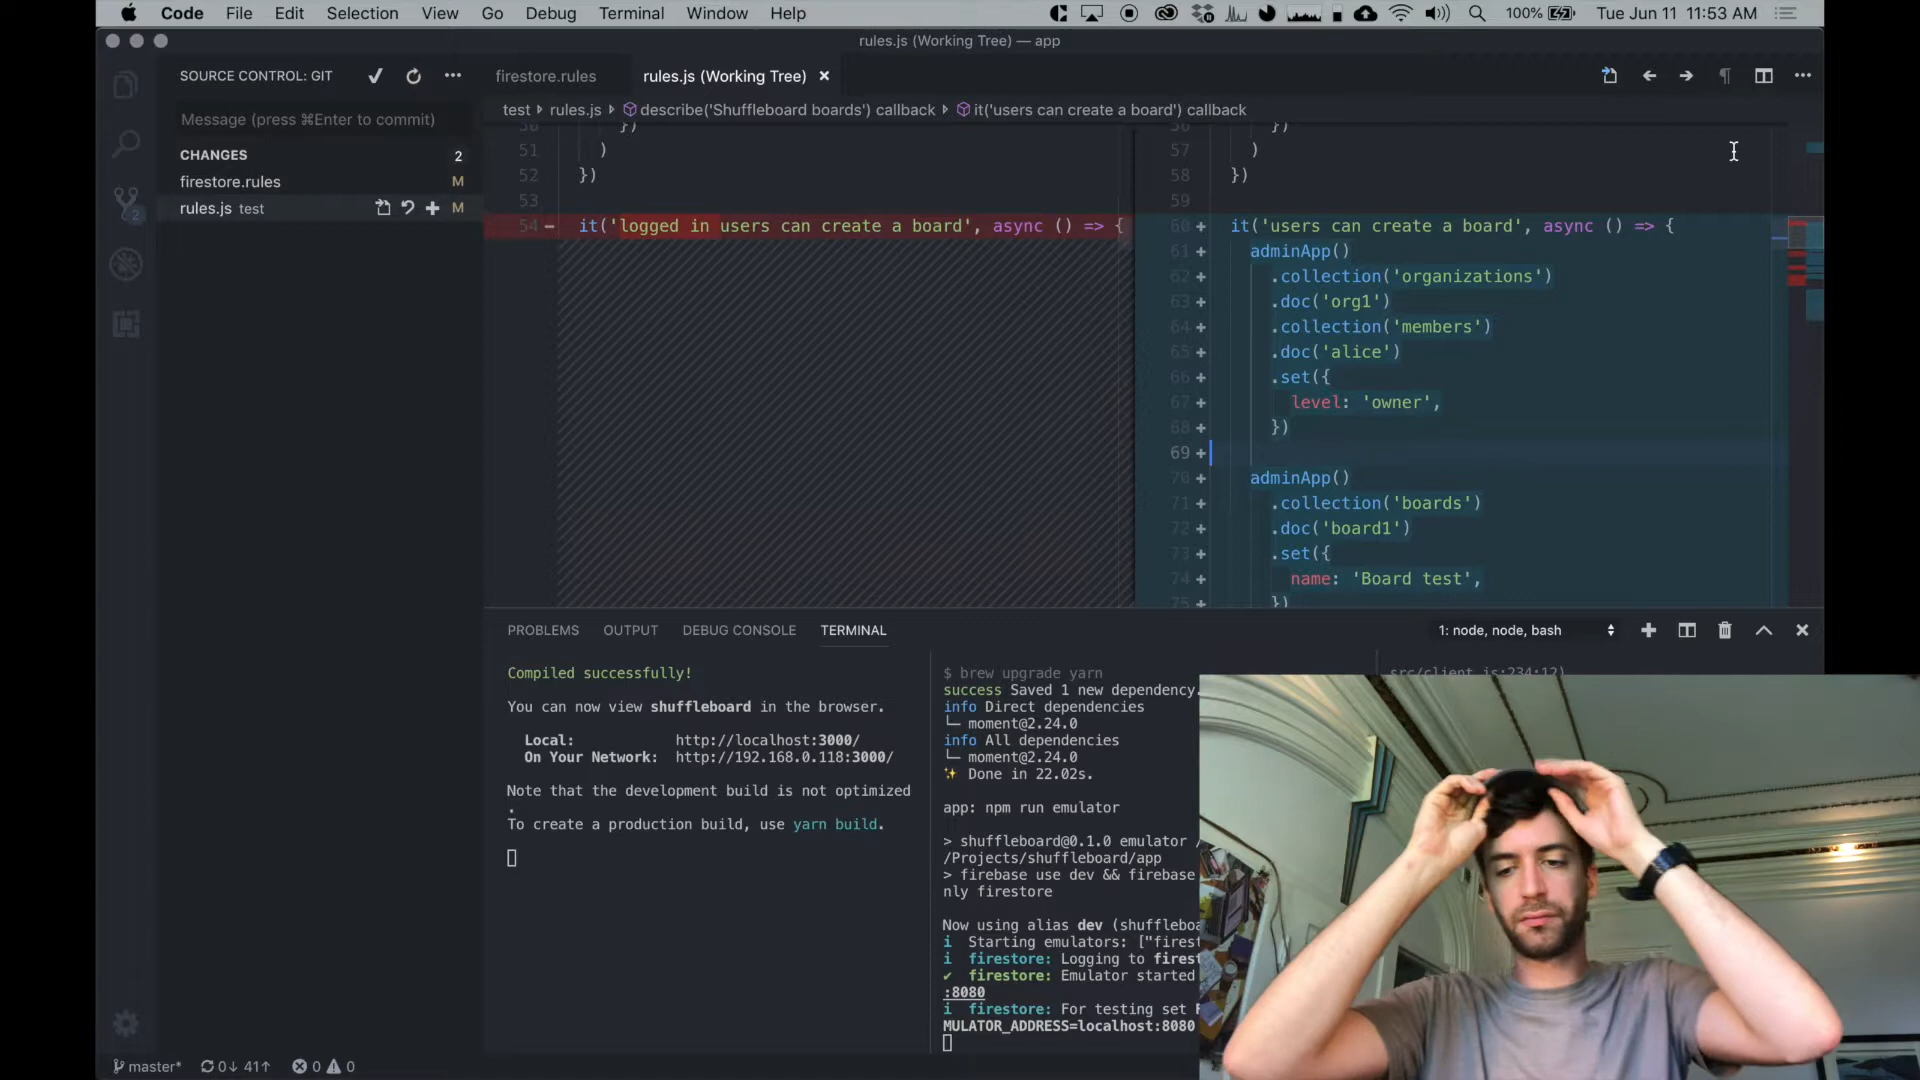 Code File Edit Selection View Go Debug Terminal Window Help 100% Tue Jun 11 11:53 AM
rules.js (Working Tree) — app
SOURCE CONTROL: GIT
firestore.rules rules.js (Working Tree)
test rules.js describe('Shuffleboard boards') callback it('users can create a board') callback
Message (press ⌘Enter to commit)
CHANGES 2
firestore.rules M
rules.js test M
2
50 })
51 )
52 })
53
54 - it('logged in users can create a board', async () => {
56 })
57 )
58 })
59
60 + it('users can create a board', async () => {
61 + adminApp()
62 + .collection('organizations')
63 + .doc('org1')
64 + .collection('members')
65 + .doc('alice')
66 + .set({
67 + level: 'owner',
68 + })
69 +
70 + adminApp()
71 + .collection('boards')
72 + .doc('board1')
73 + .set({
74 + name: 'Board test',
75 })
PROBLEMS OUTPUT DEBUG CONSOLE TERMINAL 1: node, node, bash
Compiled successfully!
You can now view shuffleboard in the browser.
Local: http://localhost:3000/
On Your Network: http://192.168.0.118:3000/
Note that the development build is not optimized
.
To create a production build, use yarn build.
$ brew upgrade yarn
success Saved 1 new dependency.
info Direct dependencies
└─ moment@2.24.0
info All dependencies
└─ moment@2.24.0
✨ Done in 22.02s.
app: npm run emulator
> shuffleboard@0.1.0 emulator /
/Projects/shuffleboard/app
> firebase use dev && firebase
nly firestore
Now using alias dev (shuffleboa
i Starting emulators: ["firest
i firestore: Logging to firest
✔ firestore: Emulator started
:8080
i firestore: For testing set F
MULATOR_ADDRESS=localhost:8080
src/client.js:234:12)
master* 0↓ 41↑ 0 0